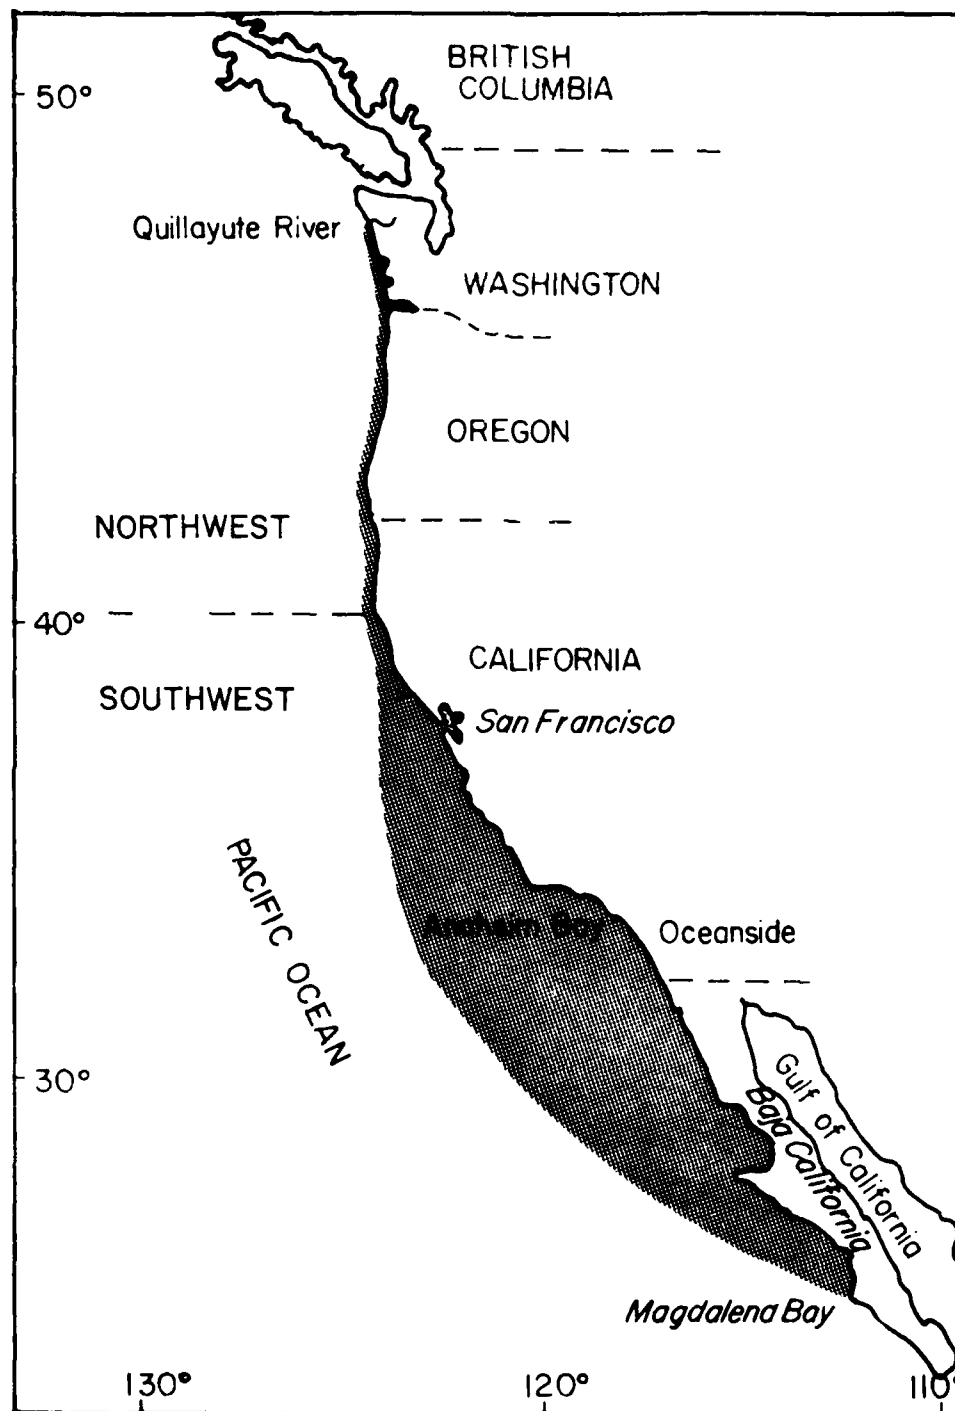 BRITISH
COLUMBIA
50°
Quillayute River
WASHINGTON
OREGON
NORTHWEST
40°
CALIFORNIA
SOUTHWEST
San Francisco
PACIFIC OCEAN
Anaheim Bay
Oceanside
30°
Gulf of California
Baja California
Magdalena Bay
130°
120°
110°